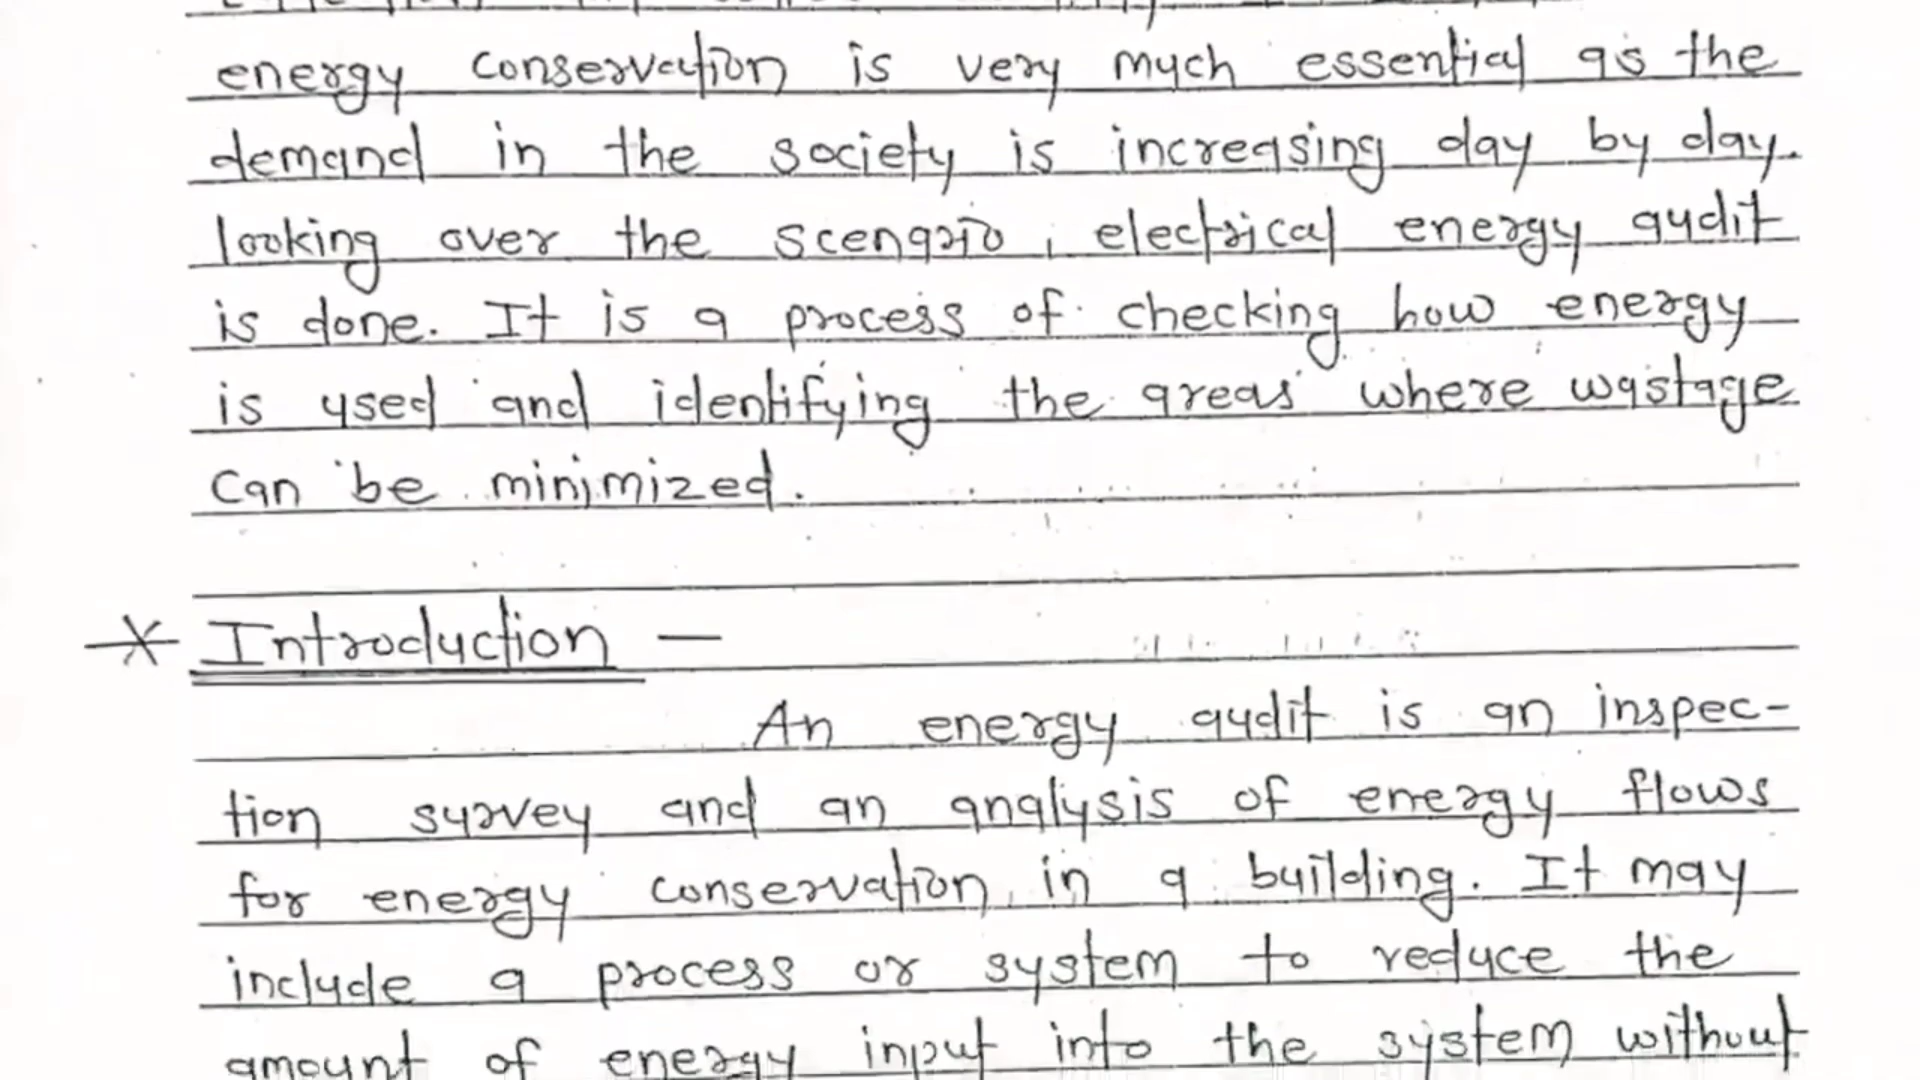 energy conservation is very much essential as the
demand in the society is increasing day by day.
looking over the scenario, electrical energy audit
is done. It is a process of checking how energy
is used and identifying the areas where wastage
can be minimized.
* Introduction —
An energy audit is an inspec-
tion survey and an analysis of energy flows
for energy conservation in a building. It may
include a process or system to reduce the
amount of energy input into the system without